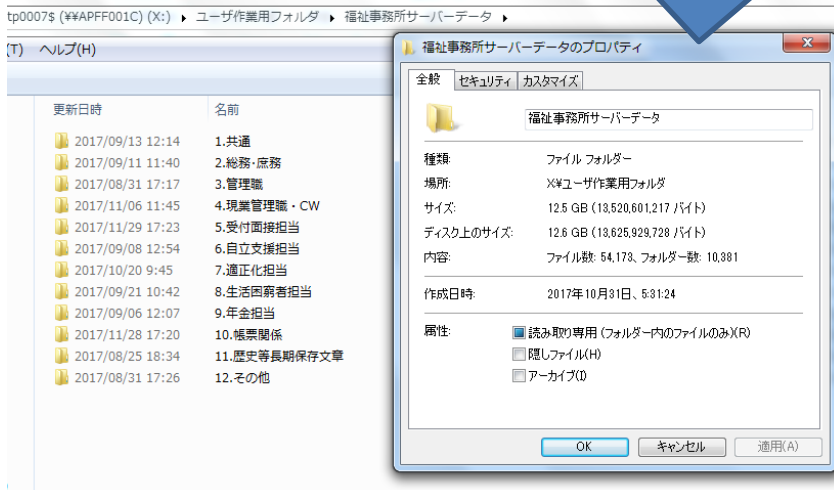 tp0007$ (¥¥APFF001C) (X:) ▸ ユーザ作業用フォルダ ▸ 福祉事務所サーバーデータ ▸
(T) ヘルプ(H)
更新日時 名前
2017/09/13 12:14 1.共通
2017/09/11 11:40 2.総務・庶務
2017/08/31 17:17 3.管理職
2017/11/06 11:45 4.現業管理職・CW
2017/11/29 17:23 5.受付面接担当
2017/09/08 12:54 6.自立支援担当
2017/10/20 9:45 7.適正化担当
2017/09/21 10:42 8.生活困窮者担当
2017/09/06 12:07 9.年金担当
2017/11/28 17:20 10.帳票関係
2017/08/25 18:34 11.歴史等長期保存文章
2017/08/31 17:26 12.その他
福祉事務所サーバーデータのプロパティ
全般 セキュリティ カスタマイズ
福祉事務所サーバーデータ
種類: ファイル フォルダー
場所: X:¥ユーザ作業用フォルダ
サイズ: 12.5 GB (13,520,601,217 バイト)
ディスク上のサイズ: 12.6 GB (13,625,929,728 バイト)
内容: ファイル数: 54,173、フォルダー数: 10,381
作成日時: 2017年10月31日、5:31:24
属性: 読み取り専用 (フォルダー内のファイルのみ)(R)
隠しファイル(H)
アーカイブ(I)
OK キャンセル 適用(A)